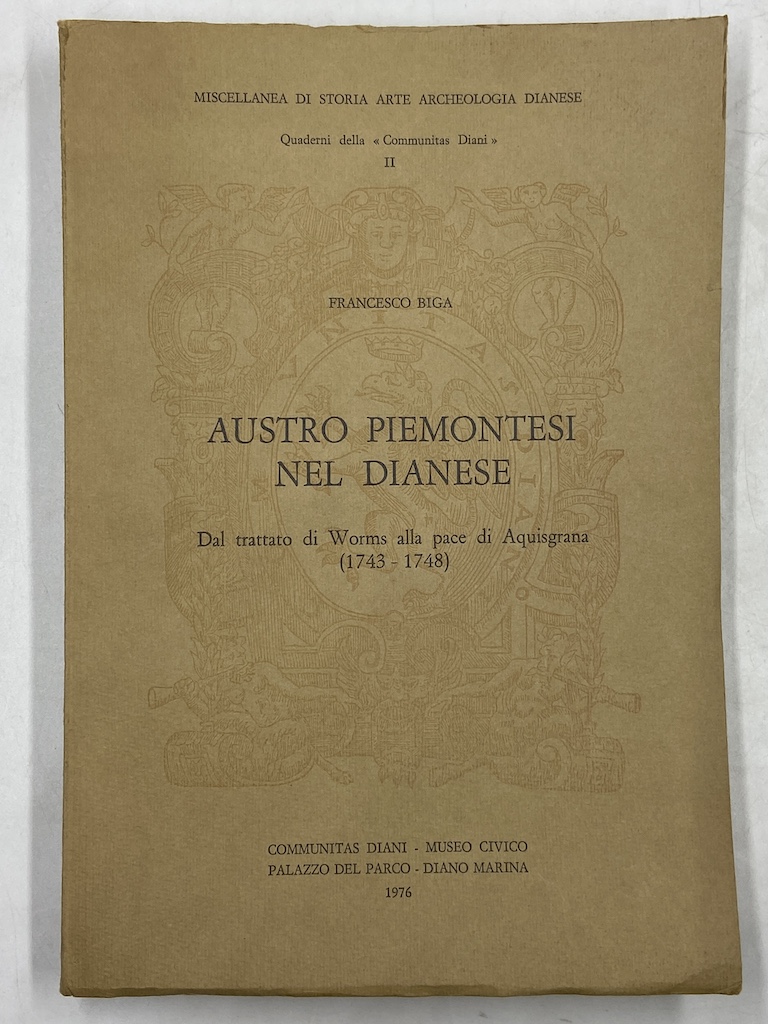 MISCELLANEA DI STORIA ARTE ARCHEOLOGIA DIANESE
Quaderni della « Communitas Diani »
II
FRANCESCO BIGA
AUSTRO PIEMONTESI
NEL DIANESE
Dal trattato di Worms alla pace di Aquisgrana
(1743 - 1748)
COMMUNITAS DIANI - MUSEO CIVICO
PALAZZO DEL PARCO - DIANO MARINA
1976